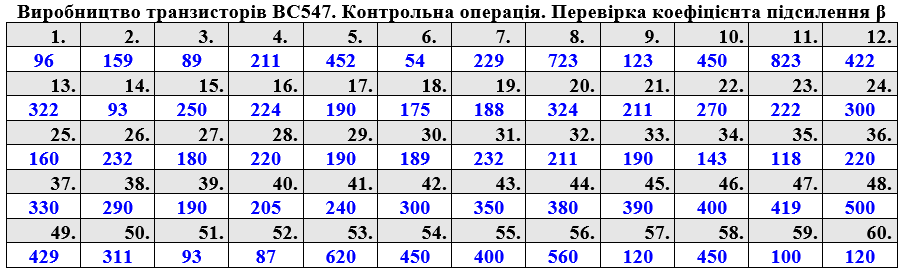 Виробництво транзисторів BC547. Контрольна операція. Перевірка коефіцієнта підсилення β
1. 2. 3. 4. 5. 6. 7. 8. 9. 10. 11. 12.
96 159 89 211 452 54 229 723 123 450 823 422
13. 14. 15. 16. 17. 18. 19. 20. 21. 22. 23. 24.
322 93 250 224 190 175 188 324 211 270 222 300
25. 26. 27. 28. 29. 30. 31. 32. 33. 34. 35. 36.
160 232 180 220 190 189 232 211 190 143 118 220
37. 38. 39. 40. 41. 42. 43. 44. 45. 46. 47. 48.
330 290 190 205 240 300 350 380 390 400 419 500
49. 50. 51. 52. 53. 54. 55. 56. 57. 58. 59. 60.
429 311 93 87 620 450 400 560 120 450 100 120